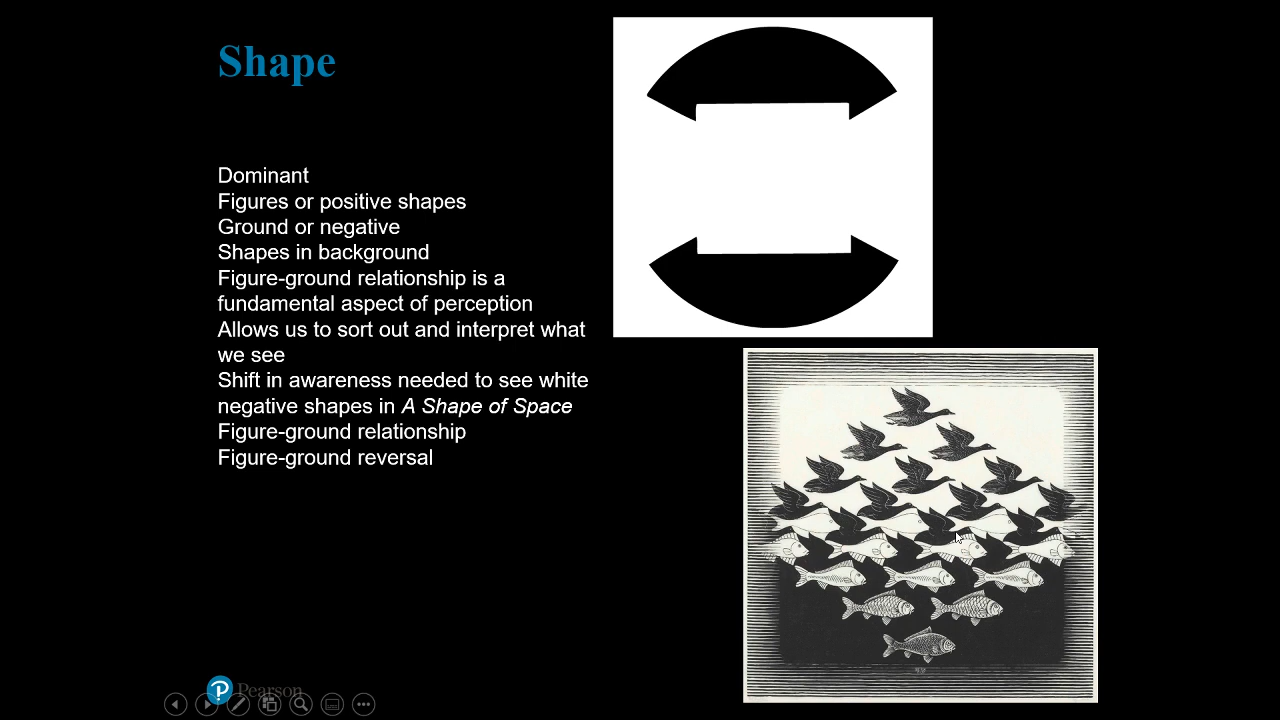 Shape
Dominant
Figures or positive shapes
Ground or negative
Shapes in background
Figure-ground relationship is a
fundamental aspect of perception
Allows us to sort out and interpret what
we see
Shift in awareness needed to see white
negative shapes in A Shape of Space
Figure-ground relationship
Figure-ground reversal
Pearson